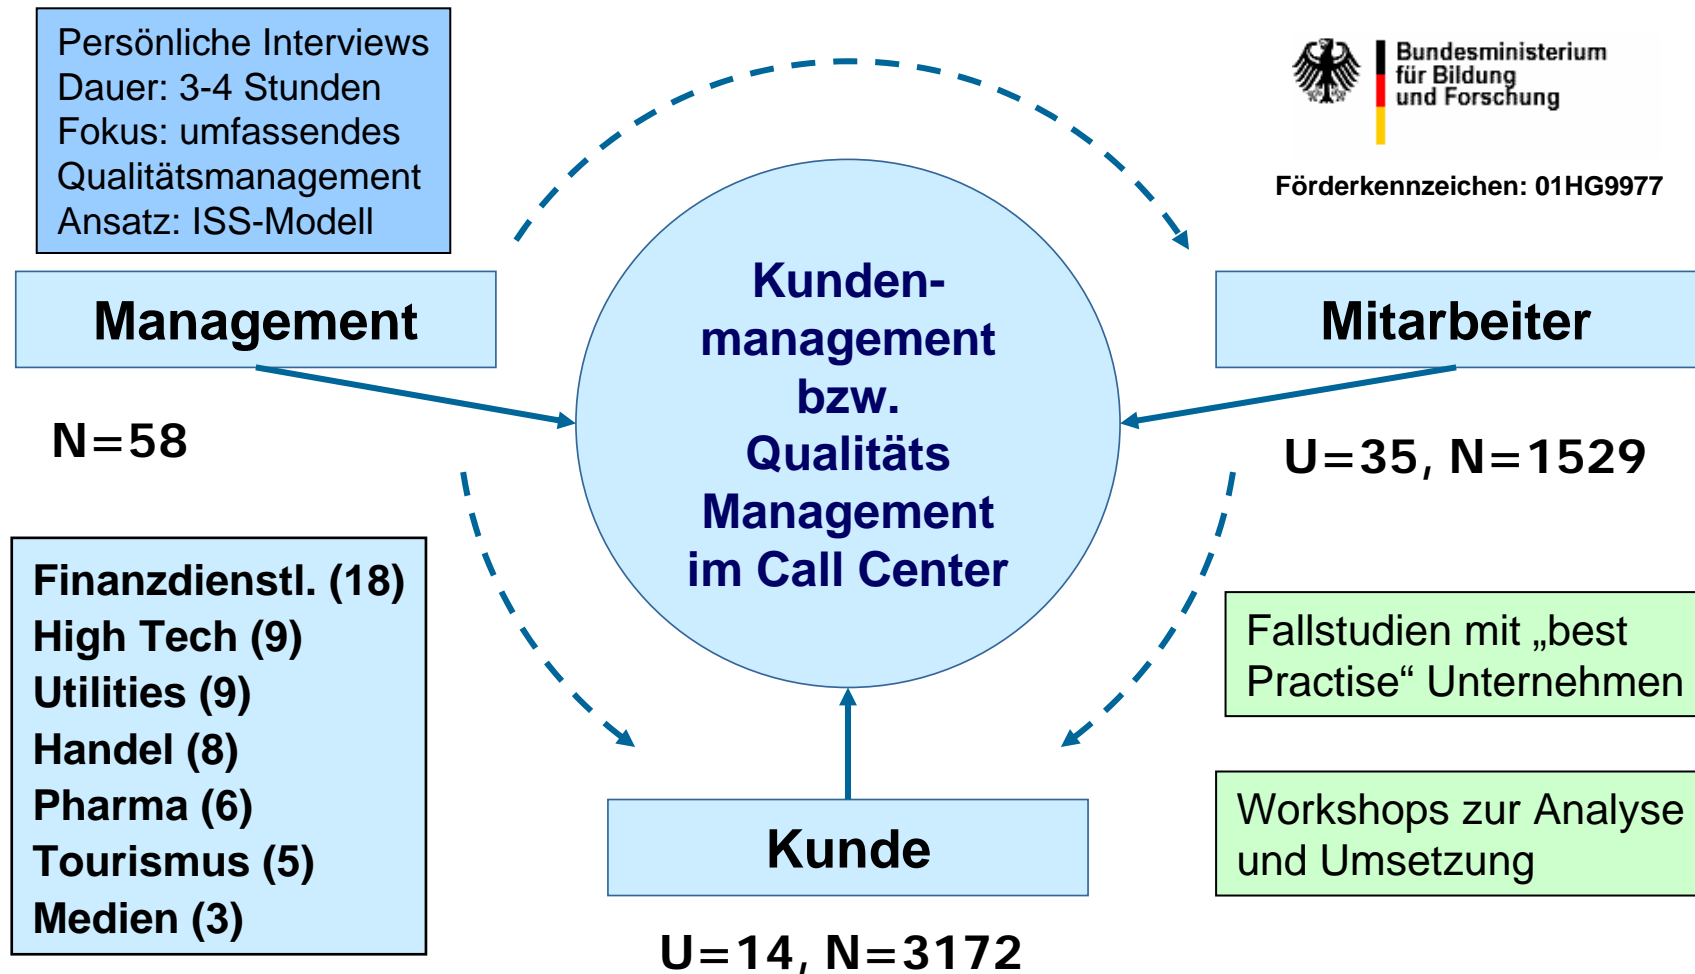 Persönliche Interviews
Dauer: 3-4 Stunden
Fokus: umfassendes
Qualitätsmanagement
Ansatz: ISS-Modell
Bundesministerium
für Bildung
und Forschung
Förderkennzeichen: 01HG9977
Management
Mitarbeiter
Kunden-
management
bzw.
Qualitäts
Management
im Call Center
N=58
U=35, N=1529
Finanzdienstl. (18)
High Tech (9)
Utilities (9)
Handel (8)
Pharma (6)
Tourismus (5)
Medien (3)
Fallstudien mit „best
Practise“ Unternehmen
Workshops zur Analyse
und Umsetzung
Kunde
U=14, N=3172